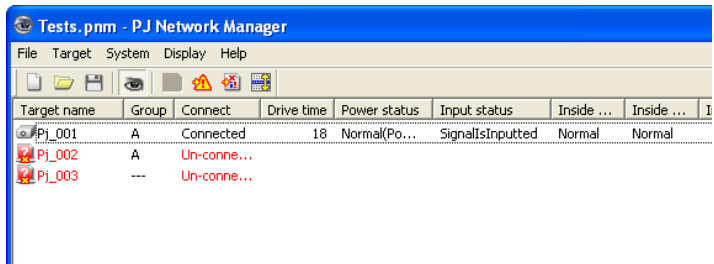 Tests.pnm - PJ Network Manager
File Target System Display Help
Target name Group Connect Drive time Power status Input status Inside ... Inside ... I
Pj_001 A Connected 18 Normal(Po... SignalIsInputted Normal Normal
Pj_002 A Un-conne...
Pj_003 --- Un-conne...